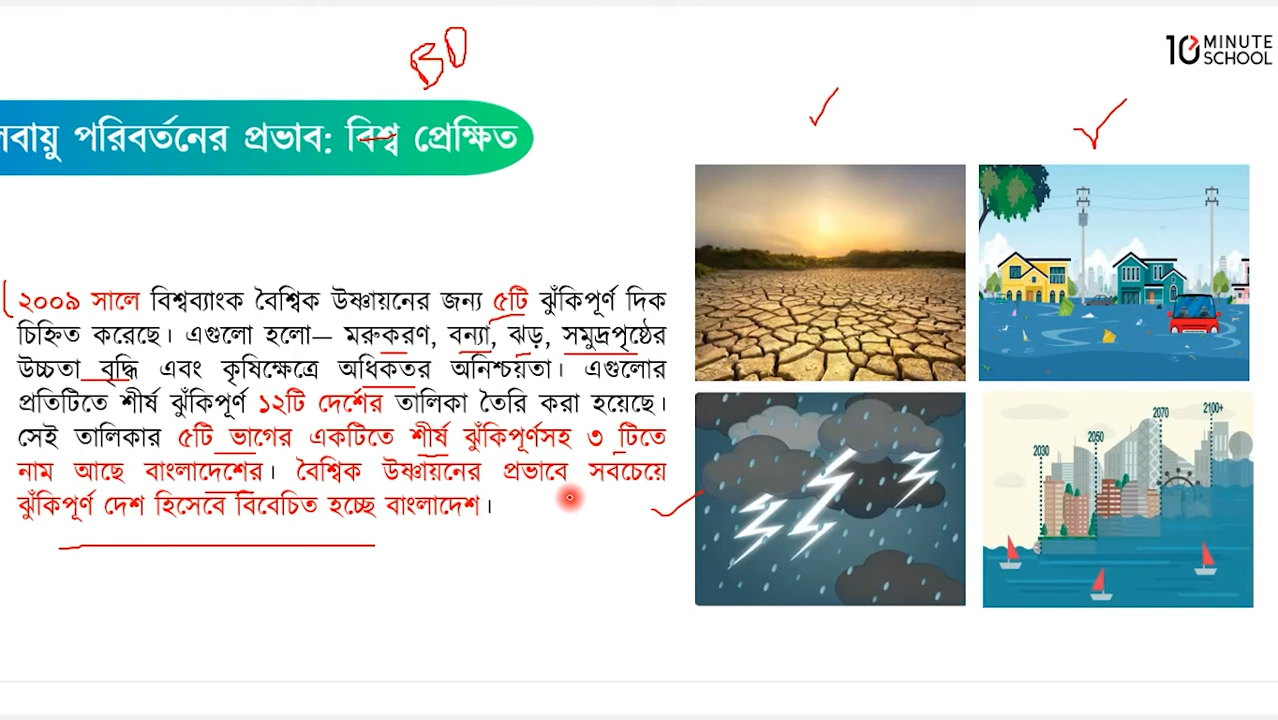 10 MINUTE
SCHOOL
পরিবর্তনের প্রভাব: বিশ্ব প্রেক্ষিত
২০০৯ সালে বিশ্বব্যাংক বৈশ্বিক উষ্ণায়নের জন্য ৫টি ঝুঁকিপূর্ণ দিক
চিহ্নিত করেছে। এগুলো হলো— মরুকরণ, বন্যা, ঝড়, সমুদ্রপৃষ্ঠের
উচ্চতা বৃদ্ধি এবং কৃষিক্ষেত্রে অধিকতর অনিশ্চয়তা। এগুলোর
প্রতিটিতে শীর্ষ ঝুঁকিপূর্ণ ১২টি দেশের তালিকা তৈরি করা হয়েছে।
সেই তালিকার ৫টি ভাগের একটিতে শীর্ষ ঝুঁকিপূর্ণসহ ৩ টিতে
নাম আছে বাংলাদেশের। বৈশ্বিক উষ্ণায়নের প্রভাবে সবচেয়ে
ঝুঁকিপূর্ণ দেশ হিসেবে বিবেচিত হচ্ছে বাংলাদেশ।
2030
2050
2070
2100+